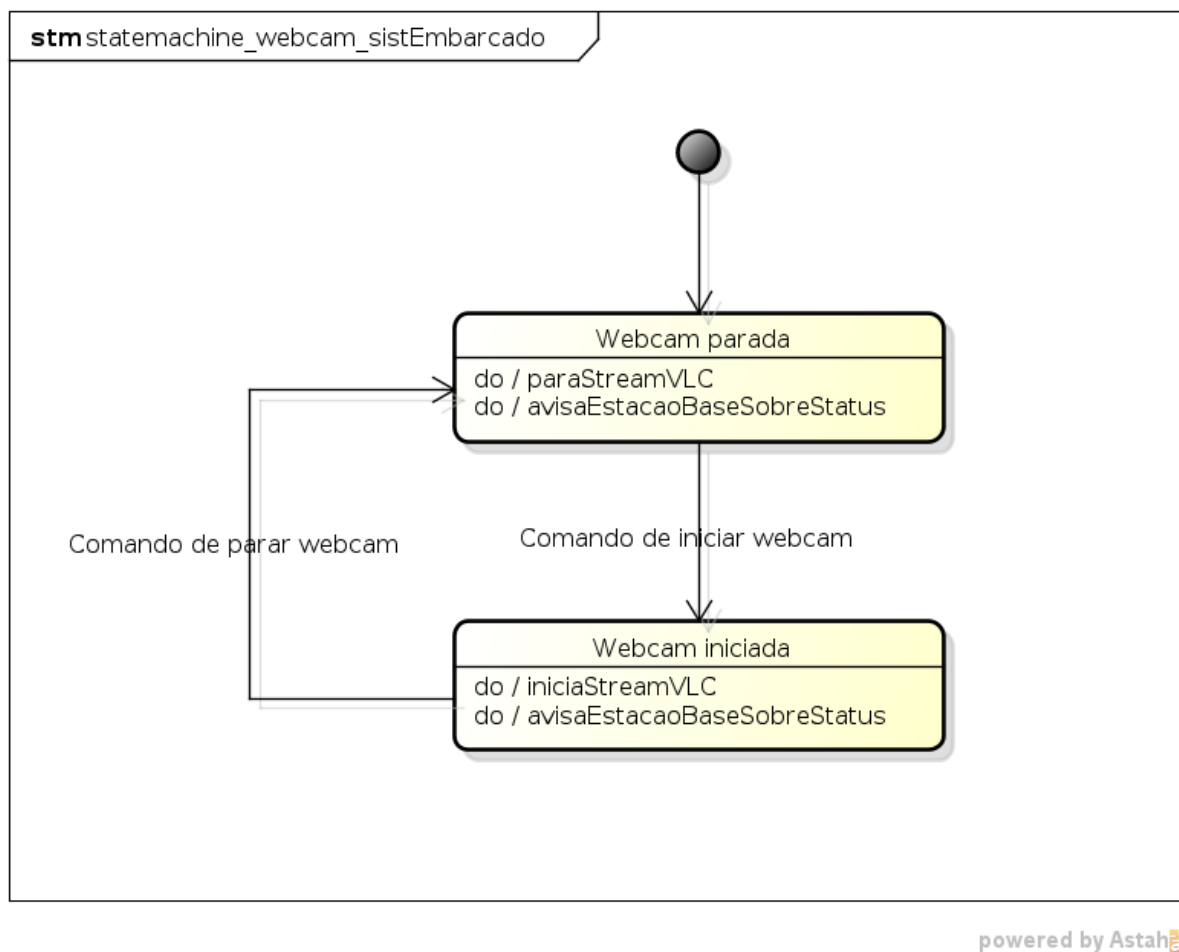 stm statemachine_webcam_sistEmbarcado
Webcam parada
do / paraStreamVLC
do / avisaEstacaoBaseSobreStatus
Comando de parar webcam
Comando de iniciar webcam
Webcam iniciada
do / iniciaStreamVLC
do / avisaEstacaoBaseSobreStatus
powered by Astah